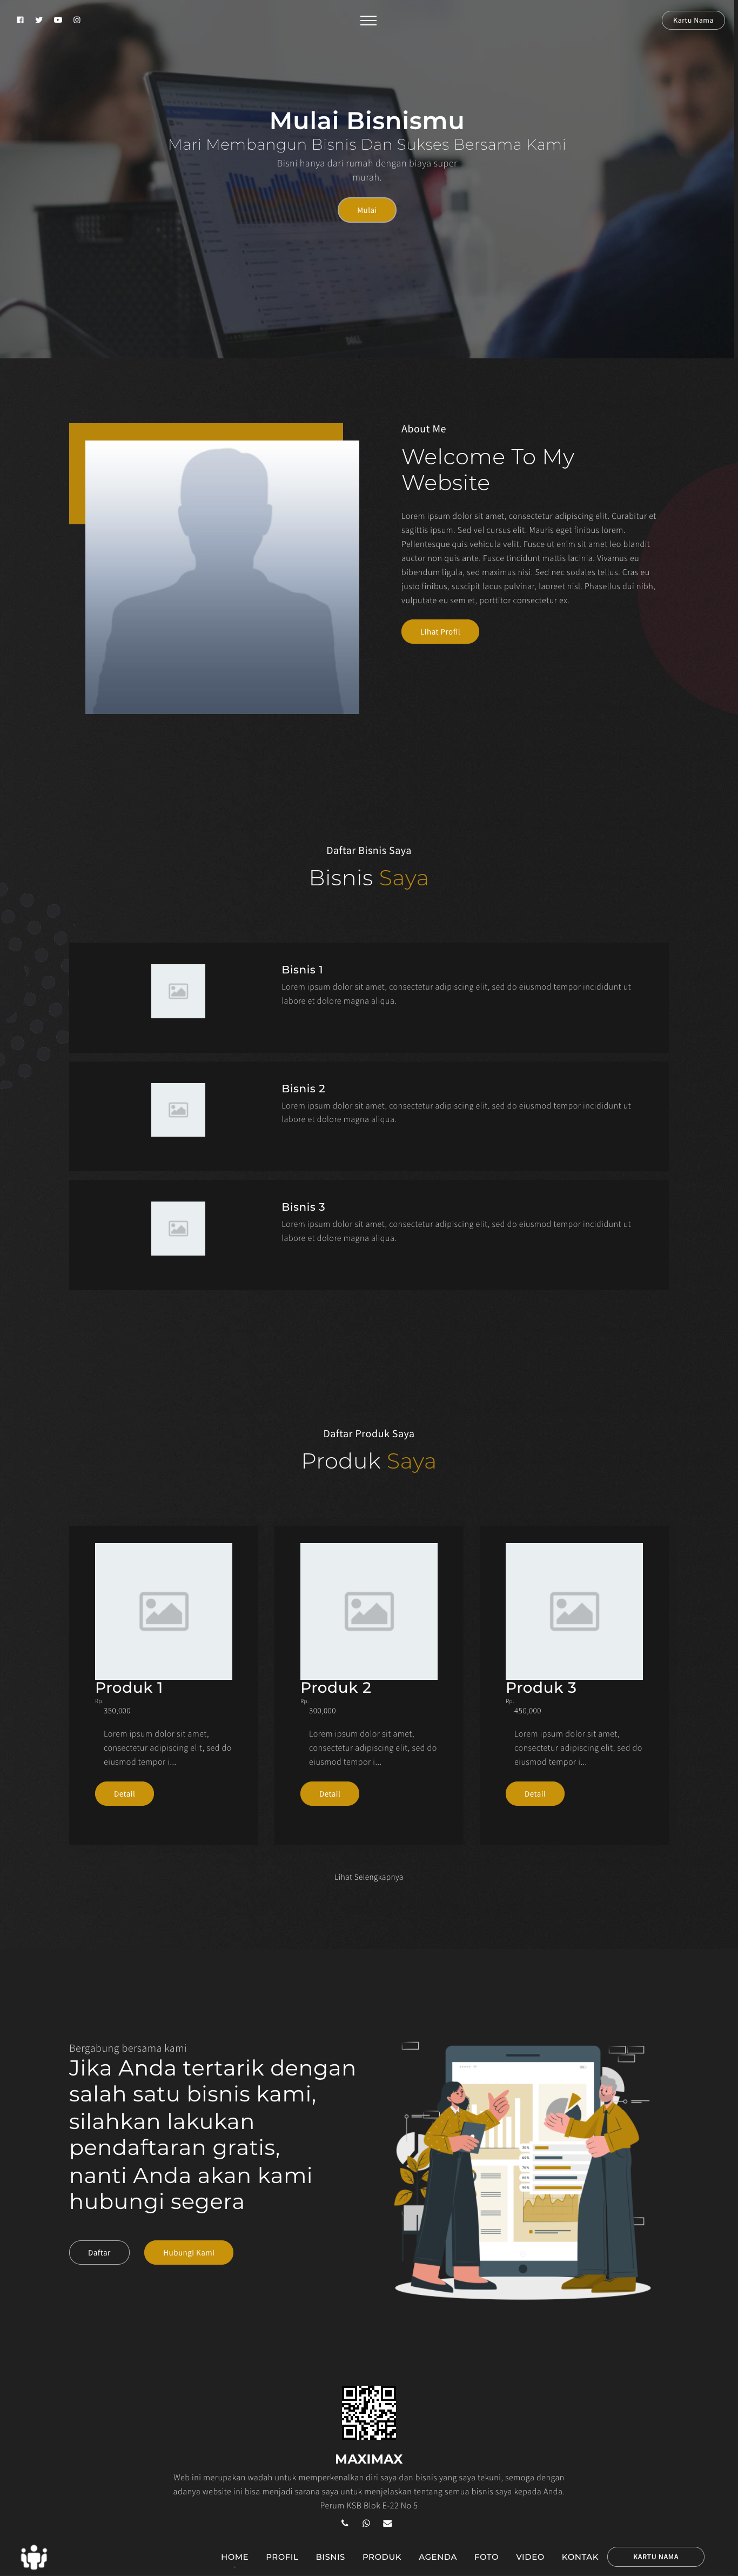 Kartu Nama
Mulai Bisnismu
Mari Membangun Bisnis Dan Sukses Bersama Kami
Bisni hanya dari rumah dengan biaya super
murah.
Mulai
About Me
Welcome To My
Website
Lorem ipsum dolor sit amet, consectetur adipiscing elit. Curabitur et
sagittis ipsum. Sed vel cursus elit. Mauris eget finibus lorem.
Pellentesque quis vehicula velit. Fusce ut enim sit amet leo blandit
auctor non quis ante. Fusce tincidunt mattis lacinia. Vivamus eu
bibendum ligula, sed maximus nisi. Sed nec sodales tellus. Cras eu
justo finibus, suscipit lacus pulvinar, laoreet nisl. Phasellus dui nibh,
vulputate eu sem et, porttitor consectetur ex.
Lihat Profil
Daftar Bisnis Saya
Bisnis Saya
Bisnis 1
Lorem ipsum dolor sit amet, consectetur adipiscing elit, sed do eiusmod tempor incididunt ut
labore et dolore magna aliqua.
Bisnis 2
Lorem ipsum dolor sit amet, consectetur adipiscing elit, sed do eiusmod tempor incididunt ut
labore et dolore magna aliqua.
Bisnis 3
Lorem ipsum dolor sit amet, consectetur adipiscing elit, sed do eiusmod tempor incididunt ut
labore et dolore magna aliqua.
Daftar Produk Saya
Produk Saya
Produk 1
Rp.
350,000
Lorem ipsum dolor sit amet,
consectetur adipiscing elit, sed do
eiusmod tempor i...
Detail
Produk 2
Rp.
300,000
Lorem ipsum dolor sit amet,
consectetur adipiscing elit, sed do
eiusmod tempor i...
Detail
Produk 3
Rp.
450,000
Lorem ipsum dolor sit amet,
consectetur adipiscing elit, sed do
eiusmod tempor i...
Detail
Lihat Selengkapnya
Bergabung bersama kami
Jika Anda tertarik dengan
salah satu bisnis kami,
silahkan lakukan
pendaftaran gratis,
nanti Anda akan kami
hubungi segera
Daftar
Hubungi Kami
MAXIMAX
Web ini merupakan wadah untuk memperkenalkan diri saya dan bisnis yang saya tekuni, semoga dengan
adanya website ini bisa menjadi sarana saya untuk menjelaskan tentang semua bisnis saya kepada Anda.
Perum KSB Blok E-22 No 5
HOME PROFIL BISNIS PRODUK AGENDA FOTO VIDEO KONTAK KARTU NAMA